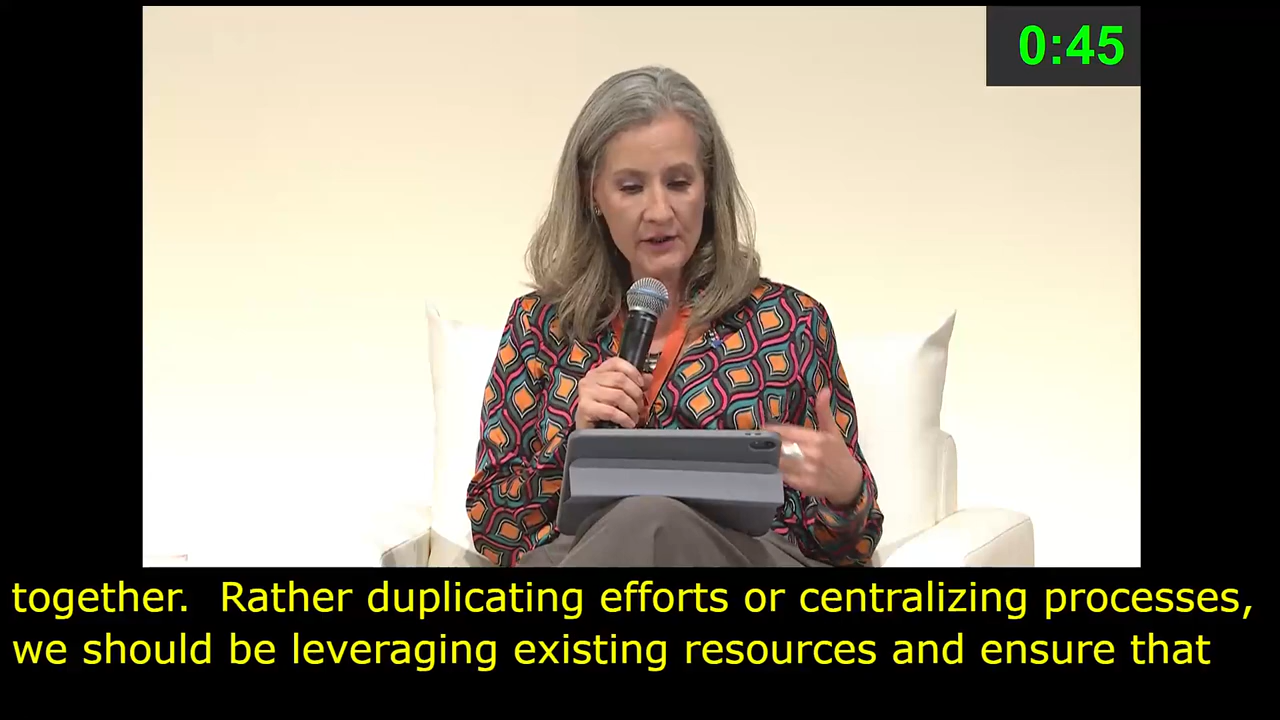 0:45
together.  Rather duplicating efforts or centralizing processes,
we should be leveraging existing resources and ensure that